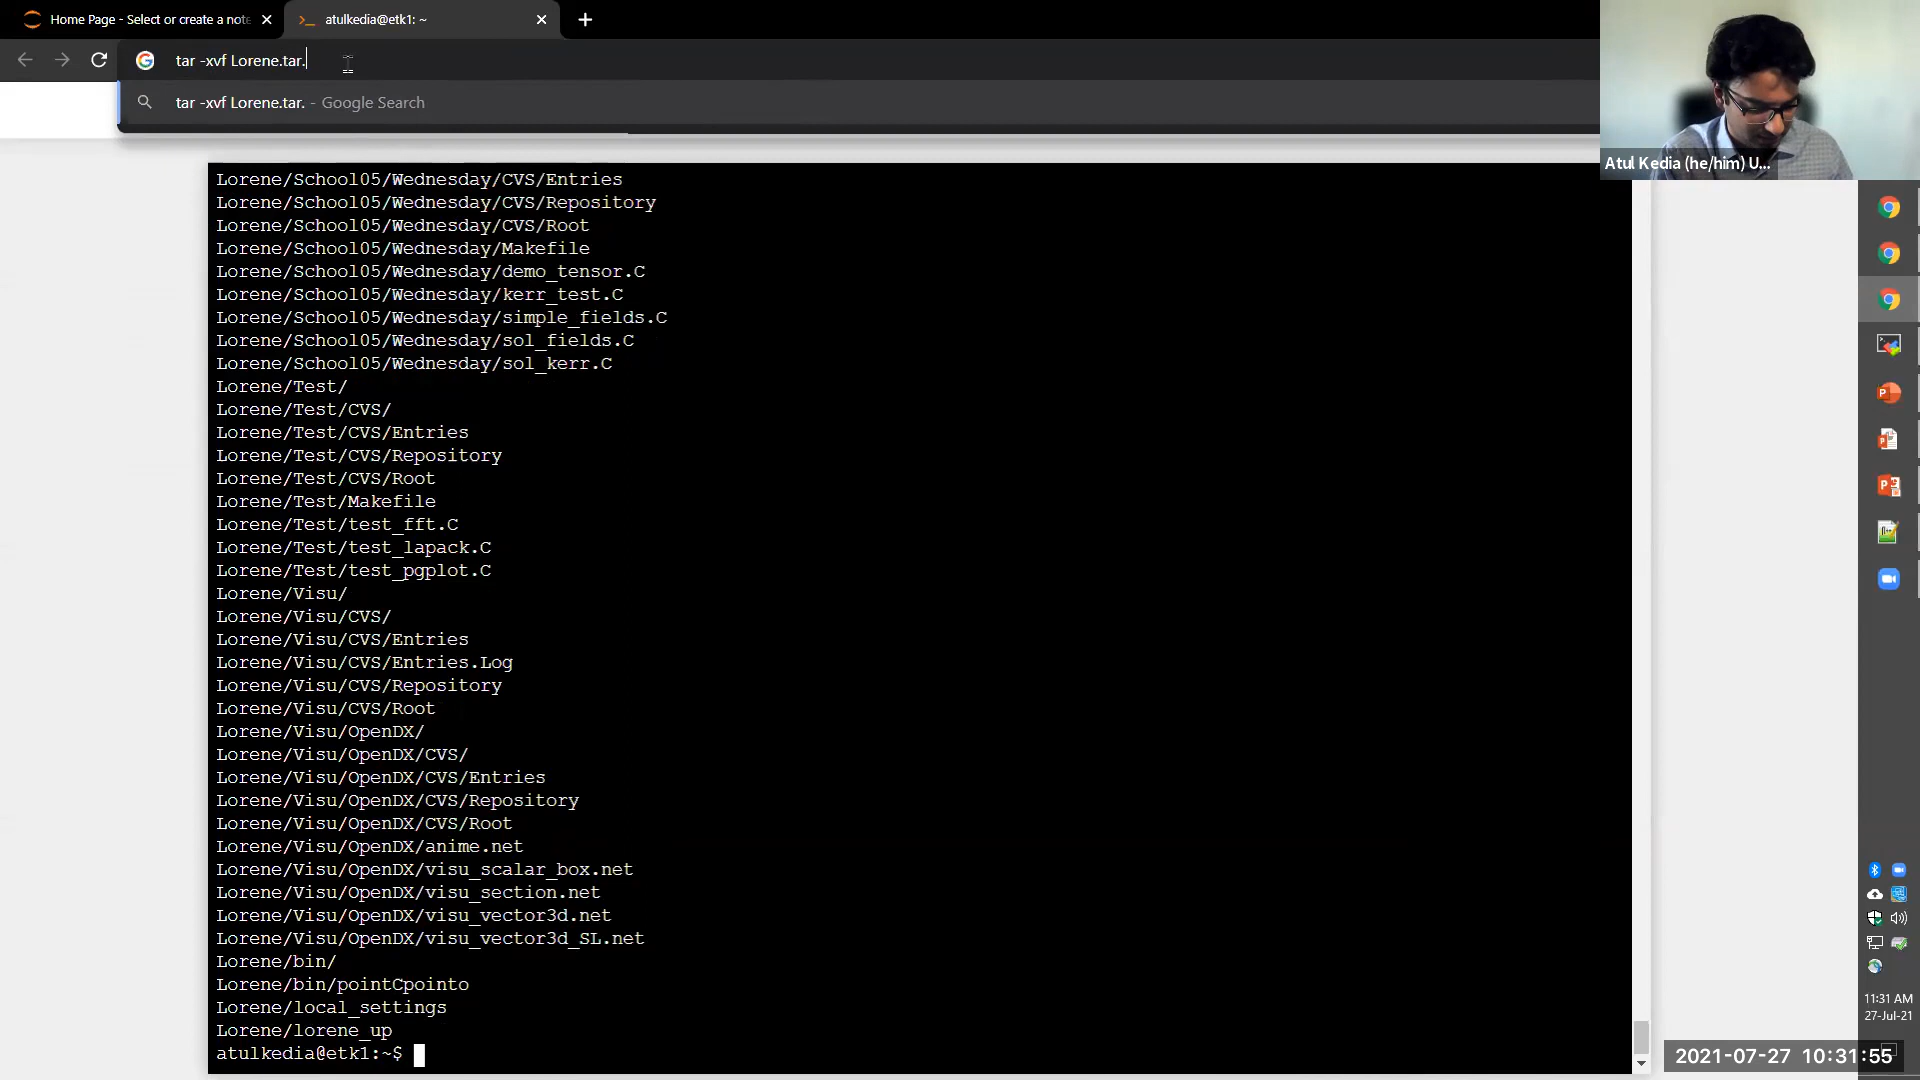 Home Page - Select or create a note
atulkedia@etk1: ~
tar -xvf Lorene.tar.
tar -xvf Lorene.tar. - Google Search
Atul Kedia (he/him) U...
Lorene/School05/Wednesday/CVS/Entries
Lorene/School05/Wednesday/CVS/Repository
Lorene/School05/Wednesday/CVS/Root
Lorene/School05/Wednesday/Makefile
Lorene/School05/Wednesday/demo_tensor.C
Lorene/School05/Wednesday/kerr_test.C
Lorene/School05/Wednesday/simple_fields.C
Lorene/School05/Wednesday/sol_fields.C
Lorene/School05/Wednesday/sol_kerr.C
Lorene/Test/
Lorene/Test/CVS/
Lorene/Test/CVS/Entries
Lorene/Test/CVS/Repository
Lorene/Test/CVS/Root
Lorene/Test/Makefile
Lorene/Test/test_fft.C
Lorene/Test/test_lapack.C
Lorene/Test/test_pgplot.C
Lorene/Visu/
Lorene/Visu/CVS/
Lorene/Visu/CVS/Entries
Lorene/Visu/CVS/Entries.Log
Lorene/Visu/CVS/Repository
Lorene/Visu/CVS/Root
Lorene/Visu/OpenDX/
Lorene/Visu/OpenDX/CVS/
Lorene/Visu/OpenDX/CVS/Entries
Lorene/Visu/OpenDX/CVS/Repository
Lorene/Visu/OpenDX/CVS/Root
Lorene/Visu/OpenDX/anime.net
Lorene/Visu/OpenDX/visu_scalar_box.net
Lorene/Visu/OpenDX/visu_section.net
Lorene/Visu/OpenDX/visu_vector3d.net
Lorene/Visu/OpenDX/visu_vector3d_SL.net
Lorene/bin/
Lorene/bin/pointCpointo
Lorene/local_settings
Lorene/lorene_up
atulkedia@etk1:~$
11:31 AM
27-Jul-21
2021-07-27 10:31:55